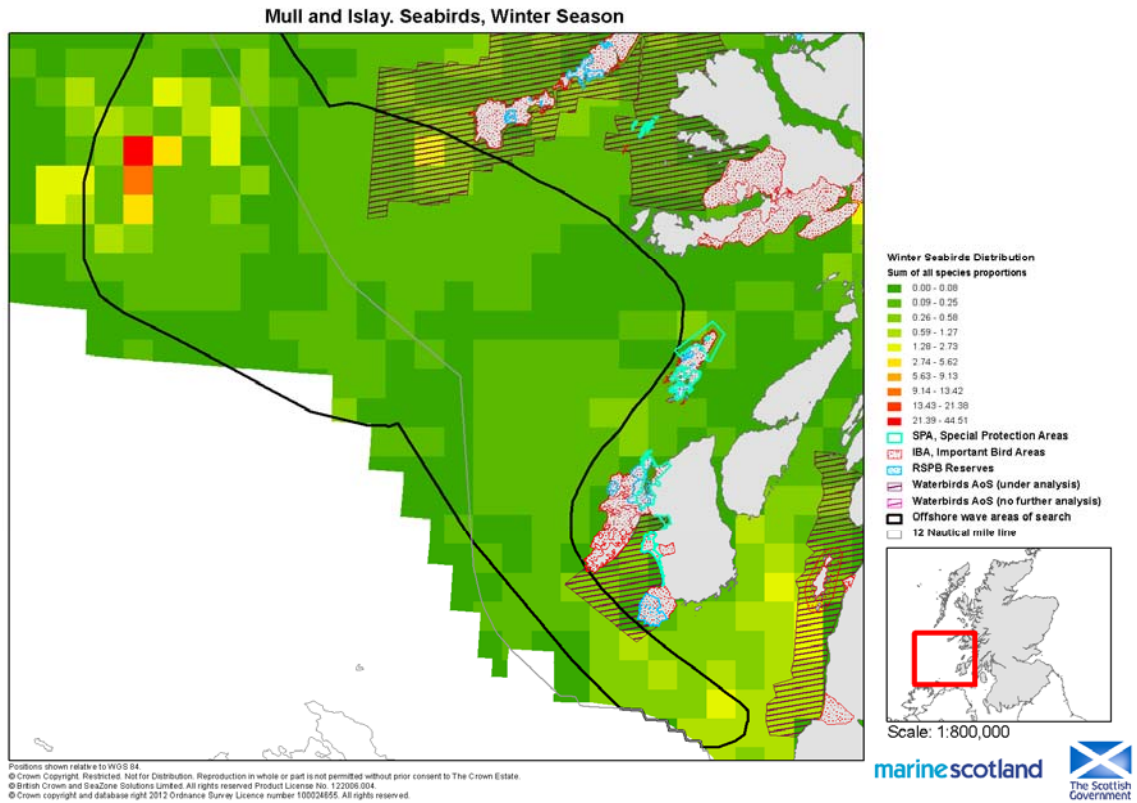 Mull and Islay. Seabirds, Winter Season
Winter Seabirds Distribution
Sum of all species proportions
0.00 - 0.08
0.09 - 0.25
0.26 - 0.58
0.59 - 1.27
1.28 - 2.73
2.74 - 5.62
5.63 - 9.13
9.14 - 13.42
13.43 - 21.38
21.39 - 44.51
SPA, Special Protection Areas
IBA, Important Bird Areas
RSPB Reserves
Waterbirds AoS (under analysis)
Waterbirds AoS (no further analysis)
Offshore wave areas of search
12 Nautical mile line
Scale: 1:800,000
marinescotland
The Scottish
Government
Positions shown relative to WGS 84.
© Crown Copyright. Restricted. Not for Distribution. Reproduction in whole or part is not permitted without prior consent to The Crown Estate.
© British Crown and SeaZone Solutions Limited. All rights reserved Product License No. 122006.004.
© Crown copyright and database right 2012 Ordnance Survey Licence number 100024655. All rights reserved.